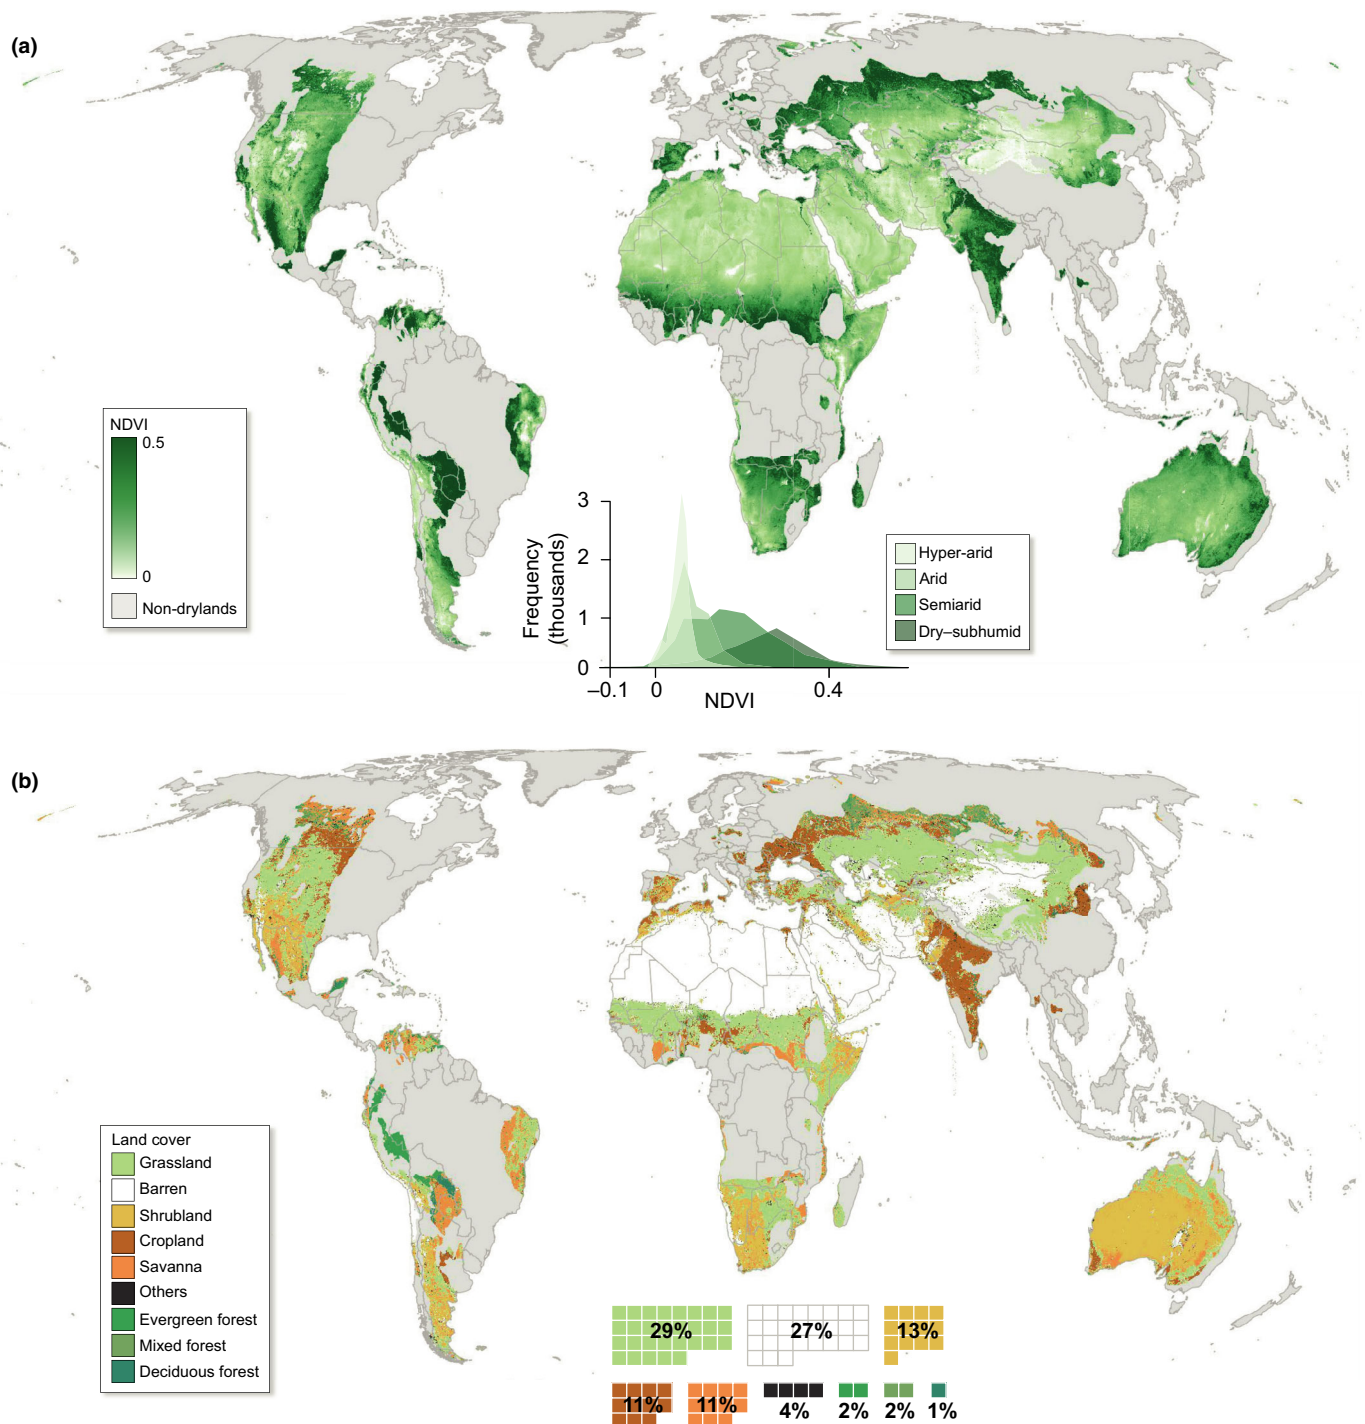 (a)
NDVI
0.5
0
Non-drylands
3
2
1
0
Frequency
(thousands)
–0.1
0
0.4
NDVI
Hyper-arid
Arid
Semiarid
Dry–subhumid
(b)
Land cover
Grassland
Barren
Shrubland
Cropland
Savanna
Others
Evergreen forest
Mixed forest
Deciduous forest
29%
27%
13%
11%
11%
4%
2%
2%
1%